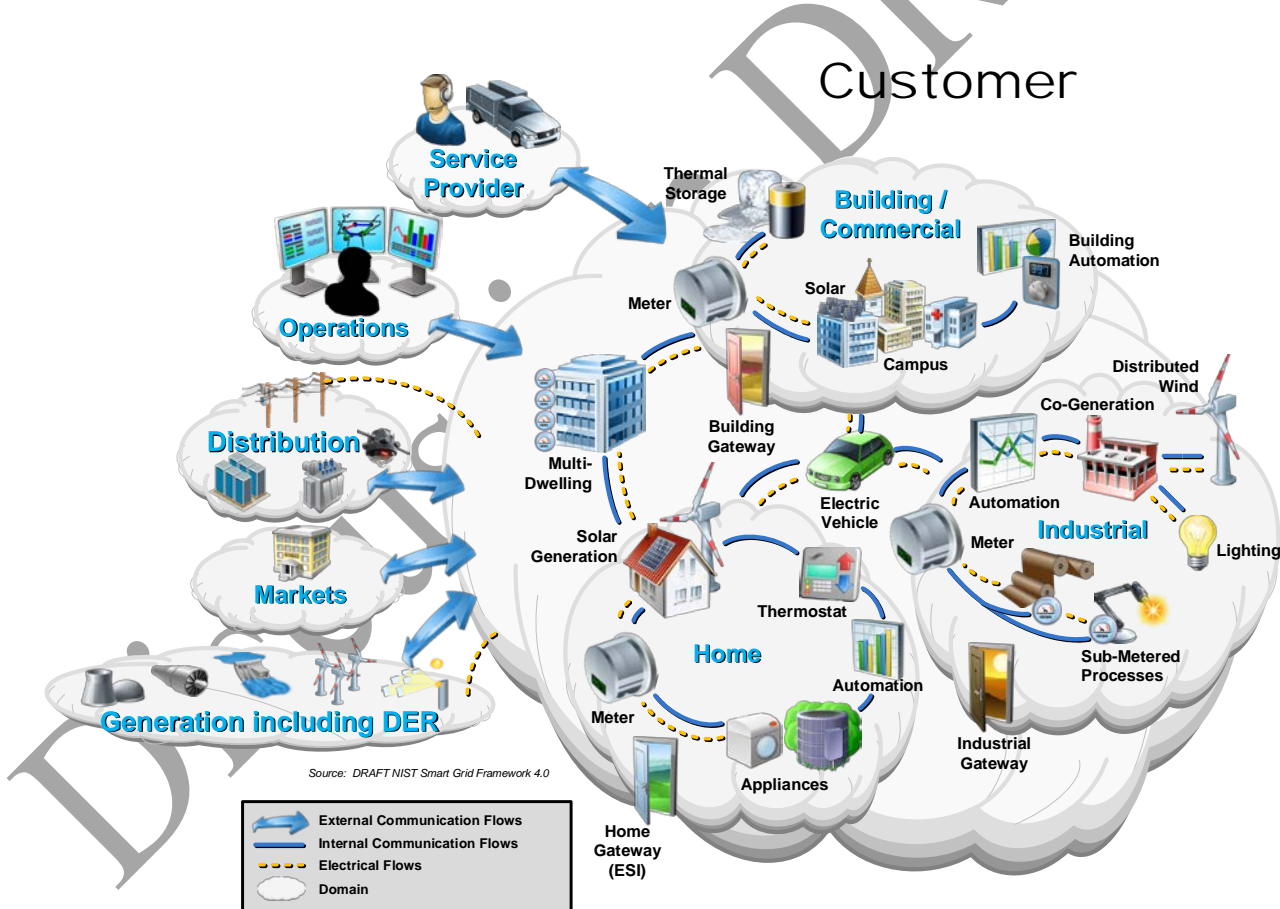 Customer
Service
Provider
Thermal
Storage
Building /
Commercial
Building
Automation
Meter
Solar
Campus
Operations
Distributed
Wind
Co-Generation
Distribution
Building
Gateway
Multi-
Dwelling
Electric
Vehicle
Automation
Industrial
Meter
Lighting
Solar
Generation
Markets
Thermostat
Home
Automation
Sub-Metered
Processes
Meter
Generation including DER
Industrial
Gateway
Appliances
Source: DRAFT NIST Smart Grid Framework 4.0
Home
Gateway
(ESI)
External Communication Flows
Internal Communication Flows
Electrical Flows
Domain